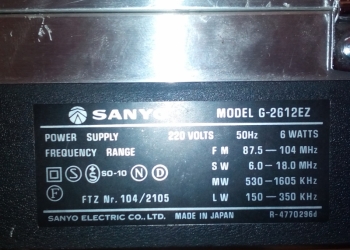 SANYO MODEL G-2612EZ
POWER SUPPLY 220 VOLTS 50Hz 6 WATTS
FREQUENCY RANGE FM 87.5 — 104 MHz
SW 6.0 - 18.0 MHz
SO-10 N D MW 530 - 1605 KHz
F FTZ Nr. 104/2105 LW 150 — 350 KHz
SANYO ELECTRIC CO., LTD. MADE IN JAPAN R-4770296d